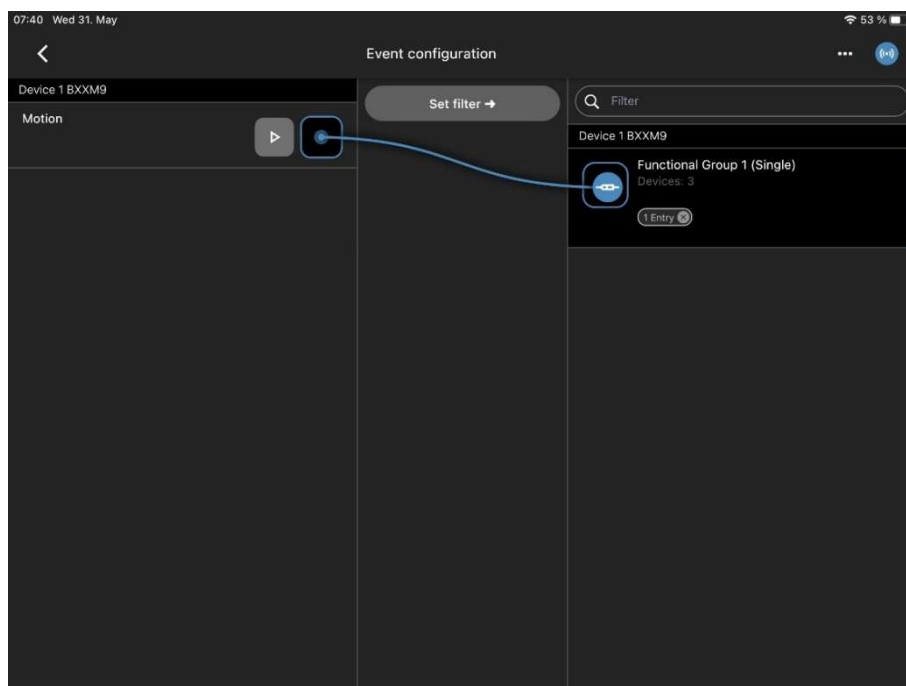 07:40 Wed 31. May
53 %
Event configuration
Device 1 BXXM9
Motion
Set filter ➔
Filter
Device 1 BXXM9
Functional Group 1 (Single)
Devices: 3
1 Entry